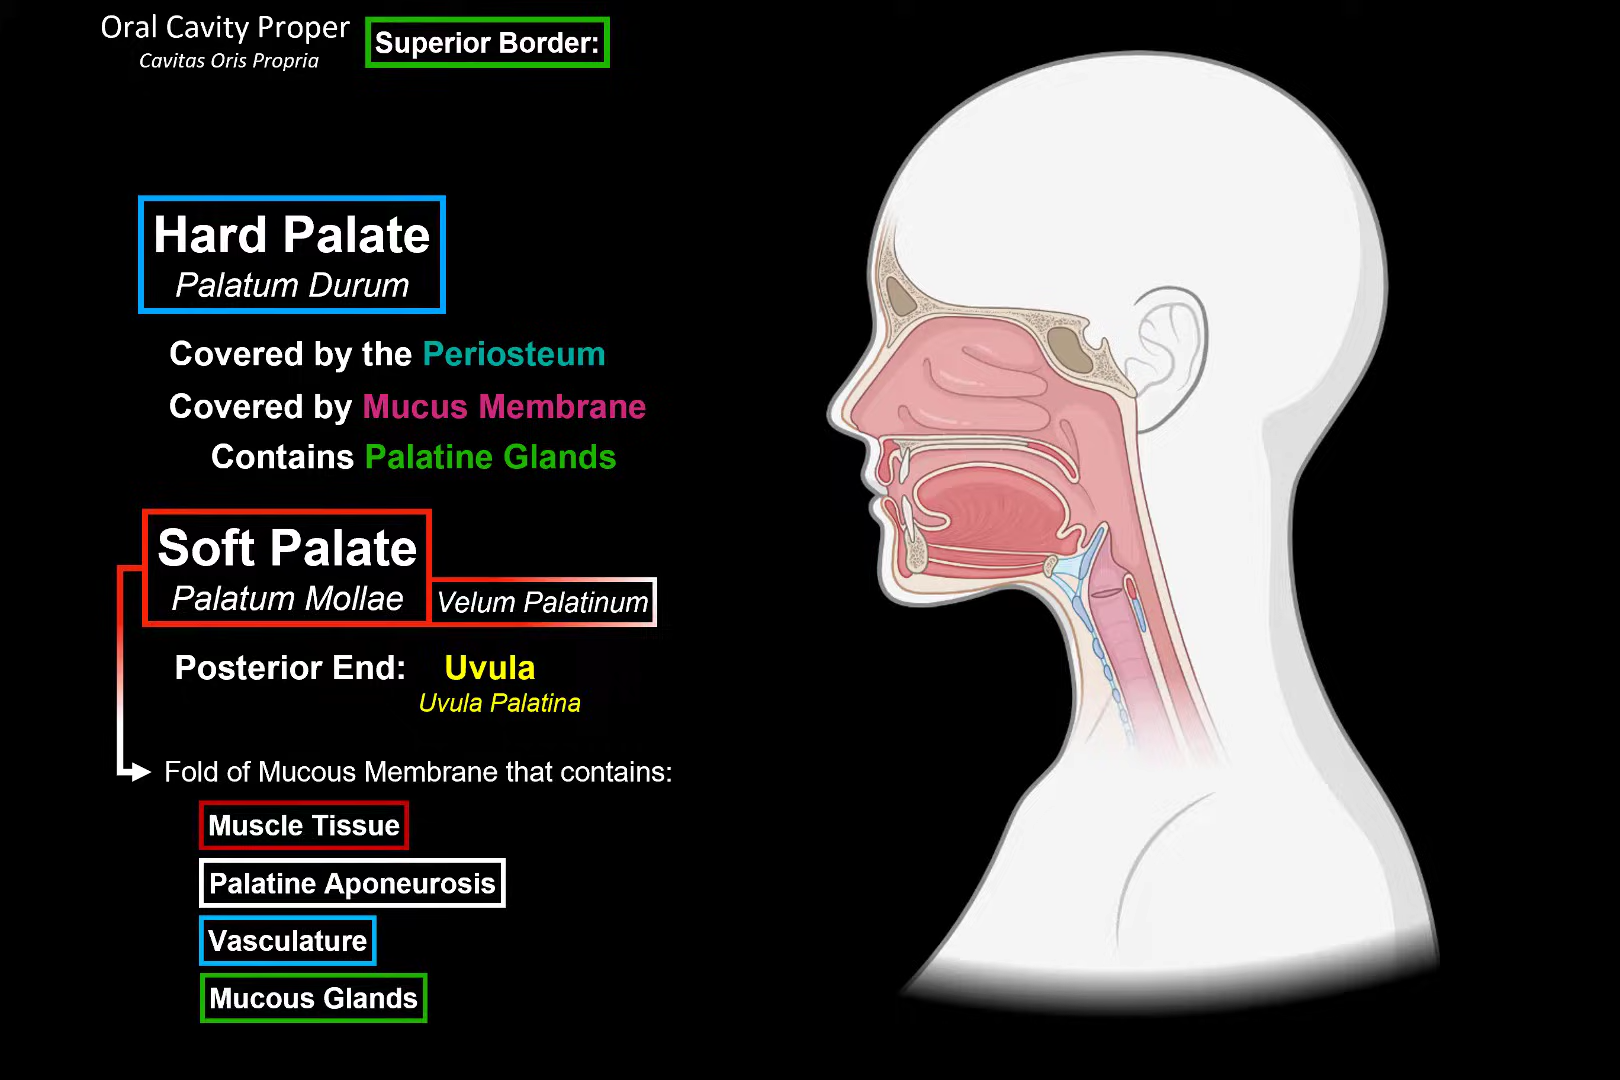 Oral Cavity Proper
Cavitas Oris Propria
Superior Border:
Hard Palate
Palatum Durum
Covered by the Periosteum
Covered by Mucus Membrane
Contains Palatine Glands
Soft Palate
Palatum Mollae
Velum Palatinum
Posterior End: Uvula
Uvula Palatina
Fold of Mucous Membrane that contains:
Muscle Tissue
Palatine Aponeurosis
Vasculature
Mucous Glands